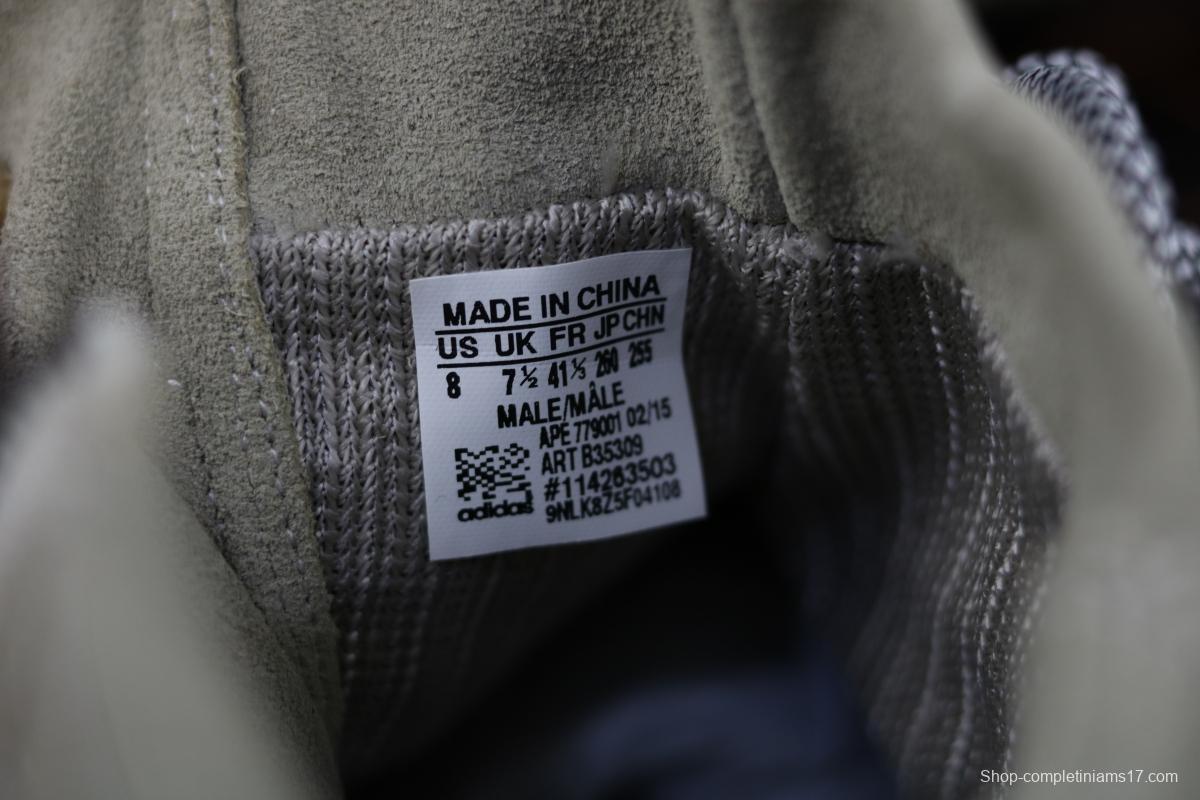 MADE IN CHINA
US UK FR JP CHN
8 7½ 41⅓ 260 255
MALE/MÂLE
APE 779001 02/15
ART B35309
#114263503
adidas 9NLK8Z5F04108
Shop-completiniams17.com